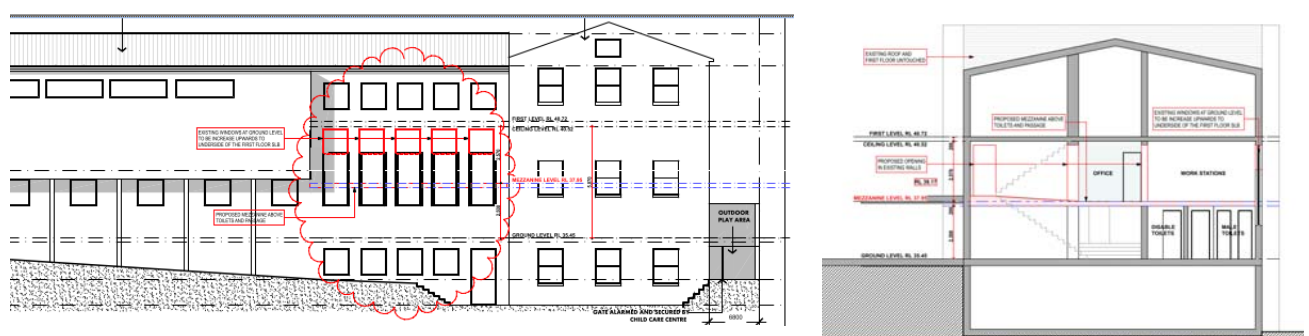 FIRST LEVEL RL 40.72
CEILING LEVEL RL 40.52
EXISTING WINDOWS AT GROUND LEVEL
TO BE INCREASE UPWARDS TO
UNDERSIDE OF THE FIRST FLOOR SLB
MEZZANINE LEVEL RL 37.95
PROPOSED MEZZANINE ABOVE
TOILETS AND PASSAGE
OUTDOOR
PLAY AREA
GROUND LEVEL RL 35.45
GATE ALARMED AND SECURED BY
CHILD CARE CENTRE
6800
EXISTING ROOF AND
FIRST FLOOR UNTOUCHED
PROPOSED MEZZANINE ABOVE
TOILETS AND PASSAGE
EXISTING WINDOWS AT GROUND LEVEL
TO BE INCREASE UPWARDS TO
UNDERSIDE OF THE FIRST FLOOR SLB
FIRST LEVEL RL 40.72
CEILING LEVEL RL 40.52
PROPOSED OPENING
IN EXISTING WALLS
OFFICE
WORK STATIONS
RL 38.17
MEZZANINE LEVEL RL 37.95
DISABLE
TOILETS
MALE
TOILETS
GROUND LEVEL RL 35.45